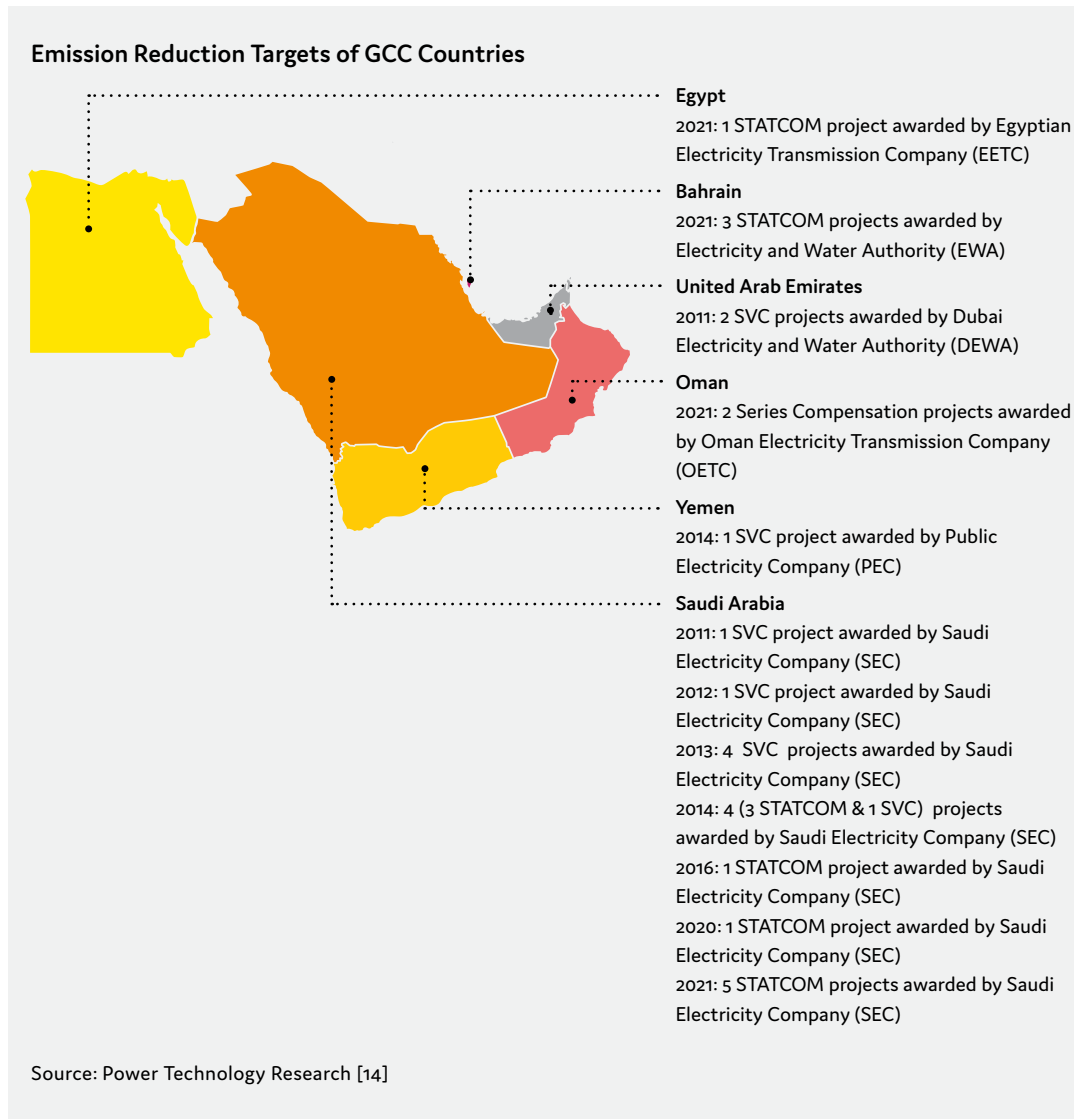 Emission Reduction Targets of GCC Countries
Egypt
2021: 1 STATCOM project awarded by Egyptian
Electricity Transmission Company (EETC)
Bahrain
2021: 3 STATCOM projects awarded by
Electricity and Water Authority (EWA)
United Arab Emirates
2011: 2 SVC projects awarded by Dubai
Electricity and Water Authority (DEWA)
Oman
2021: 2 Series Compensation projects awarded
by Oman Electricity Transmission Company
(OETC)
Yemen
2014: 1 SVC project awarded by Public
Electricity Company (PEC)
Saudi Arabia
2011: 1 SVC project awarded by Saudi
Electricity Company (SEC)
2012: 1 SVC project awarded by Saudi
Electricity Company (SEC)
2013: 4 SVC projects awarded by Saudi
Electricity Company (SEC)
2014: 4 (3 STATCOM & 1 SVC) projects
awarded by Saudi Electricity Company (SEC)
2016: 1 STATCOM project awarded by Saudi
Electricity Company (SEC)
2020: 1 STATCOM project awarded by Saudi
Electricity Company (SEC)
2021: 5 STATCOM projects awarded by Saudi
Electricity Company (SEC)
Source: Power Technology Research [14]